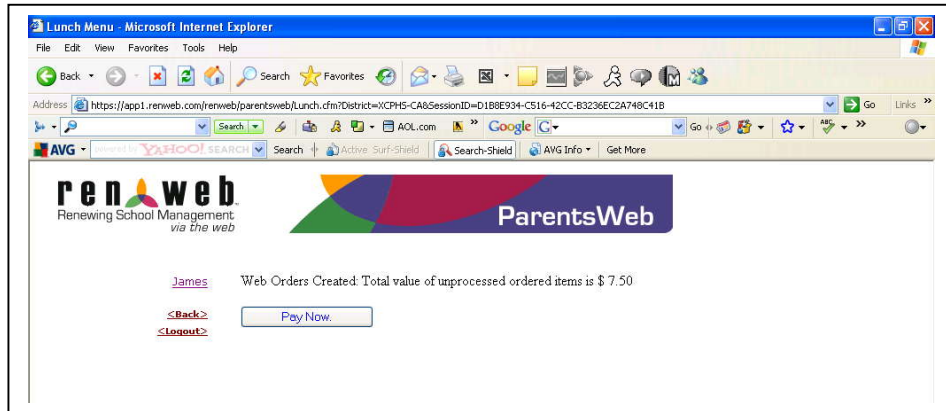 Lunch Menu - Microsoft Internet Explorer
File Edit View Favorites Tools Help
Back Search Favorites
Address https://app1.renweb.com/renweb/parentsweb/Lunch.cfm?District=XCPHS-CA&SessionID=D1B8E934-C516-42CC-B3236EC2A748C41B Go Links »
Search AOL.com » Google G Go ABC »
AVG YAHOO! SEARCH Search Active Surf-Shield Search-Shield AVG Info Get More
renweb
Renewing School Management
via the web
ParentsWeb
James Web Orders Created: Total value of unprocessed ordered items is $ 7.50
<Back> Pay Now.
<Logout>